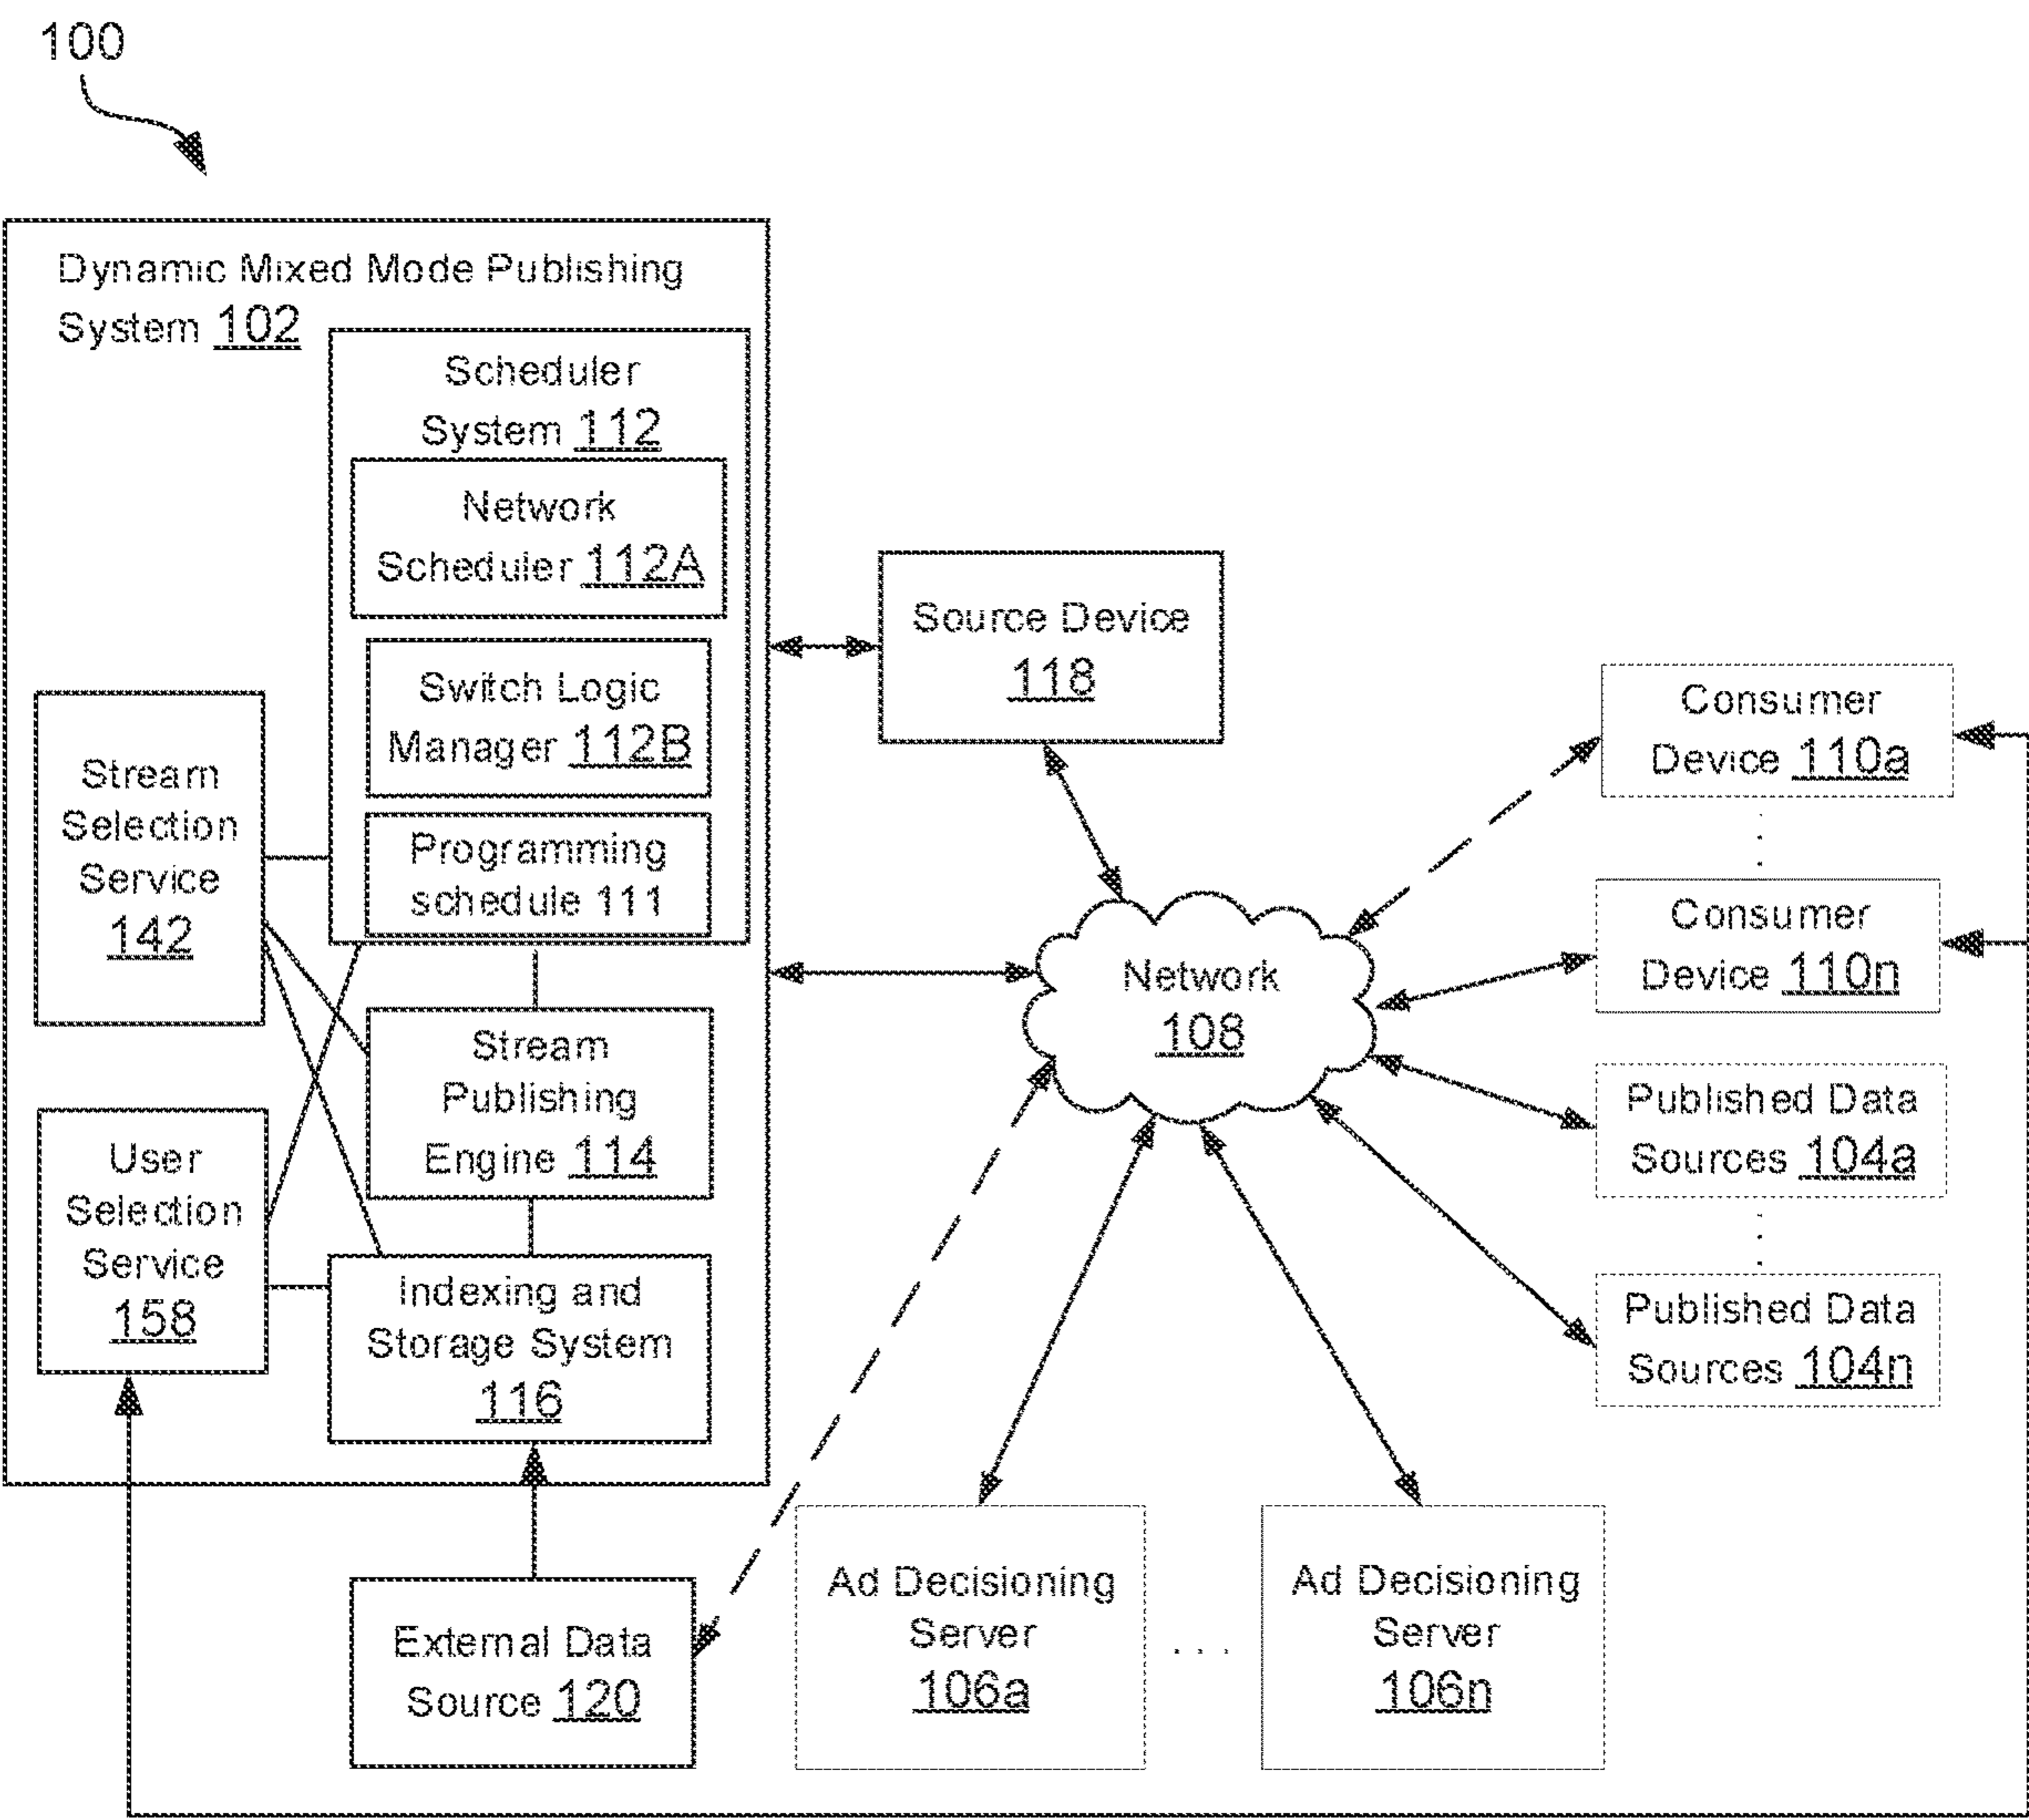 100
Dynamic Mixed Mode Publishing
System 102
Scheduler
System 112
Network
Scheduler 112A
Switch Logic
Manager 112B
Programming
schedule 111
Stream
Selection
Service
142
Stream
Publishing
Engine 114
User
Selection
Service
158
Indexing and
Storage System
116
External Data
Source 120
Source Device
118
Network
108
Consumer
Device 110a
Consumer
Device 110n
Published Data
Sources 104a
Published Data
Sources 104n
Ad Decisioning
Server
106a
. . .
Ad Decisioning
Server
106n